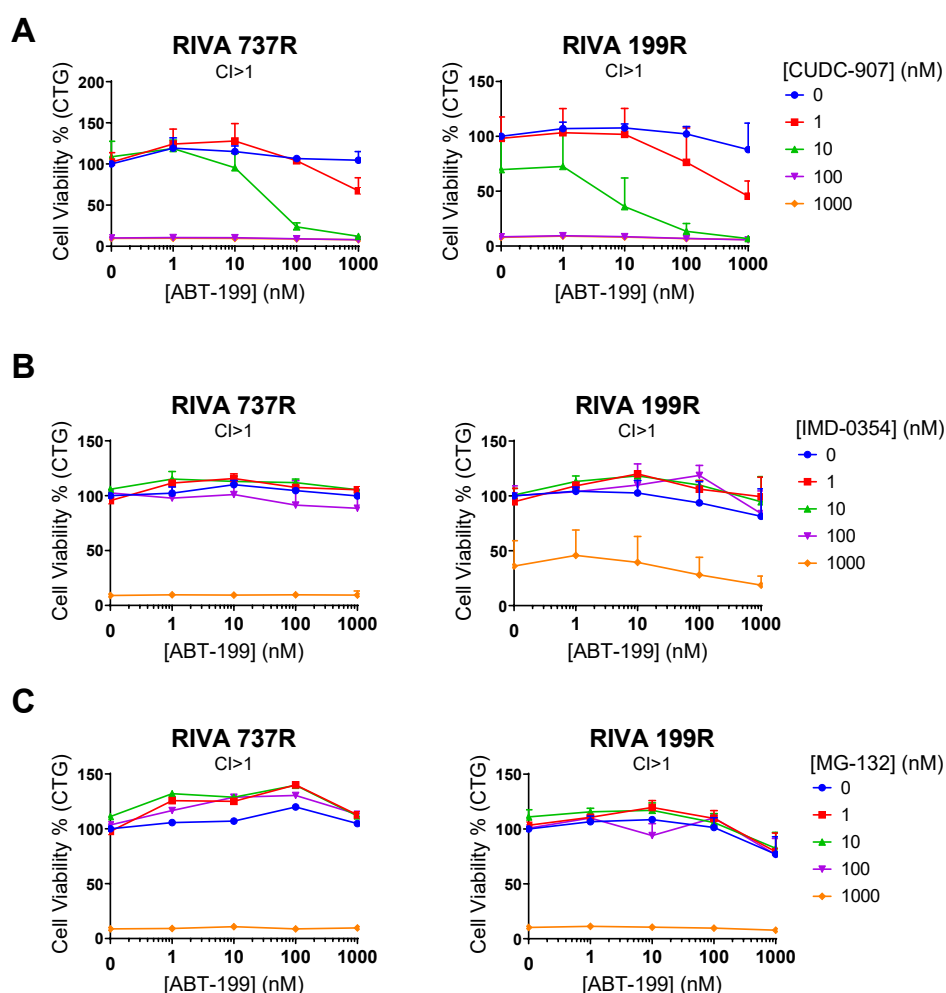 A
RIVA 737R
CI>1
Cell Viability % (CTG)
200
150
100
50
0
0 1 10 100 1000
[ABT-199] (nM)
RIVA 199R
CI>1
Cell Viability % (CTG)
150
100
50
0
0 1 10 100 1000
[ABT-199] (nM)
[CUDC-907] (nM)
0
1
10
100
1000
B
RIVA 737R
CI>1
Cell Viability % (CTG)
150
100
50
0
0 1 10 100 1000
[ABT-199] (nM)
RIVA 199R
CI>1
Cell Viability % (CTG)
150
100
50
0
0 1 10 100 1000
[ABT-199] (nM)
[IMD-0354] (nM)
0
1
10
100
1000
C
RIVA 737R
CI>1
Cell Viability % (CTG)
150
100
50
0
0 1 10 100 1000
[ABT-199] (nM)
RIVA 199R
CI>1
Cell Viability % (CTG)
150
100
50
0
0 1 10 100 1000
[ABT-199] (nM)
[MG-132] (nM)
0
1
10
100
1000